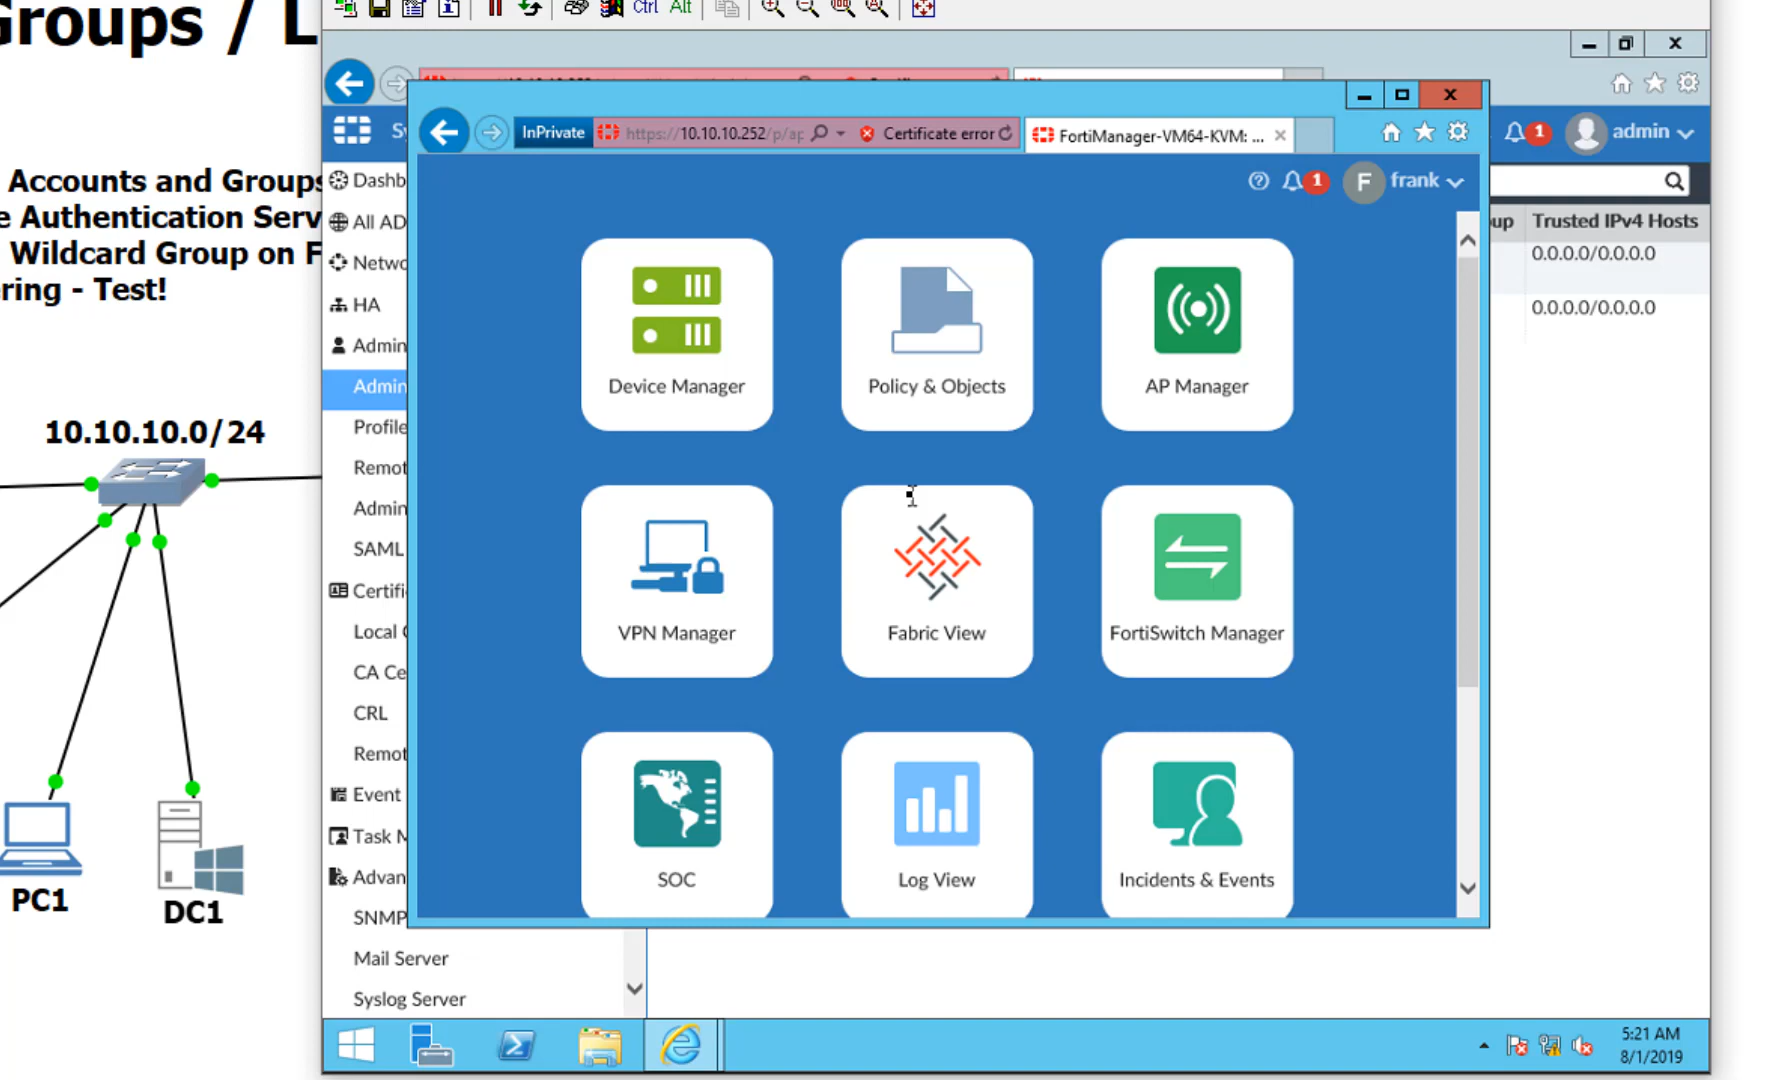 Groups / L
Accounts and Groups
e Authentication Serv
Wildcard Group on F
ring - Test!
10.10.10.0/24
PC1
DC1
Ctrl Alt
Sy
Dashb
All AD
Netwo
HA
Admin
Admin
Profile
Remot
Admin
SAML
Certifi
Local C
CA Ce
CRL
Remot
Event
Task M
Advan
SNMP
Mail Server
Syslog Server
1
admin
up
Trusted IPv4 Hosts
0.0.0.0/0.0.0.0
0.0.0.0/0.0.0.0
InPrivate
https://10.10.10.252/p/ap
Certificate error
FortiManager-VM64-KVM: ...
1
F
frank
Device Manager
Policy & Objects
AP Manager
VPN Manager
Fabric View
FortiSwitch Manager
SOC
Log View
Incidents & Events
5:21 AM
8/1/2019